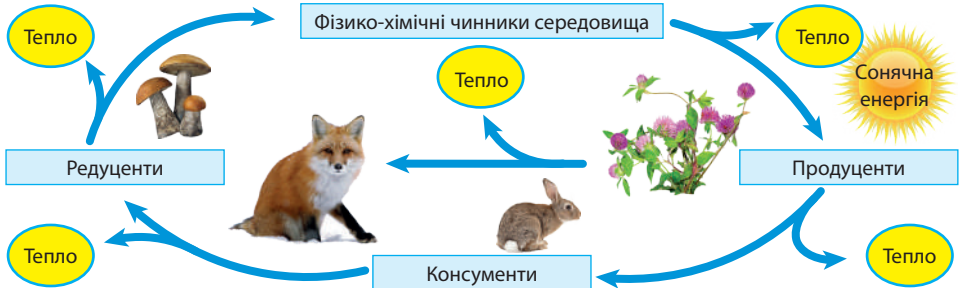 Тепло
Фізико-хімічні чинники середовища
Тепло
Сонячна
енергія
Тепло
Редуценти
Продуценти
Тепло
Консументи
Тепло